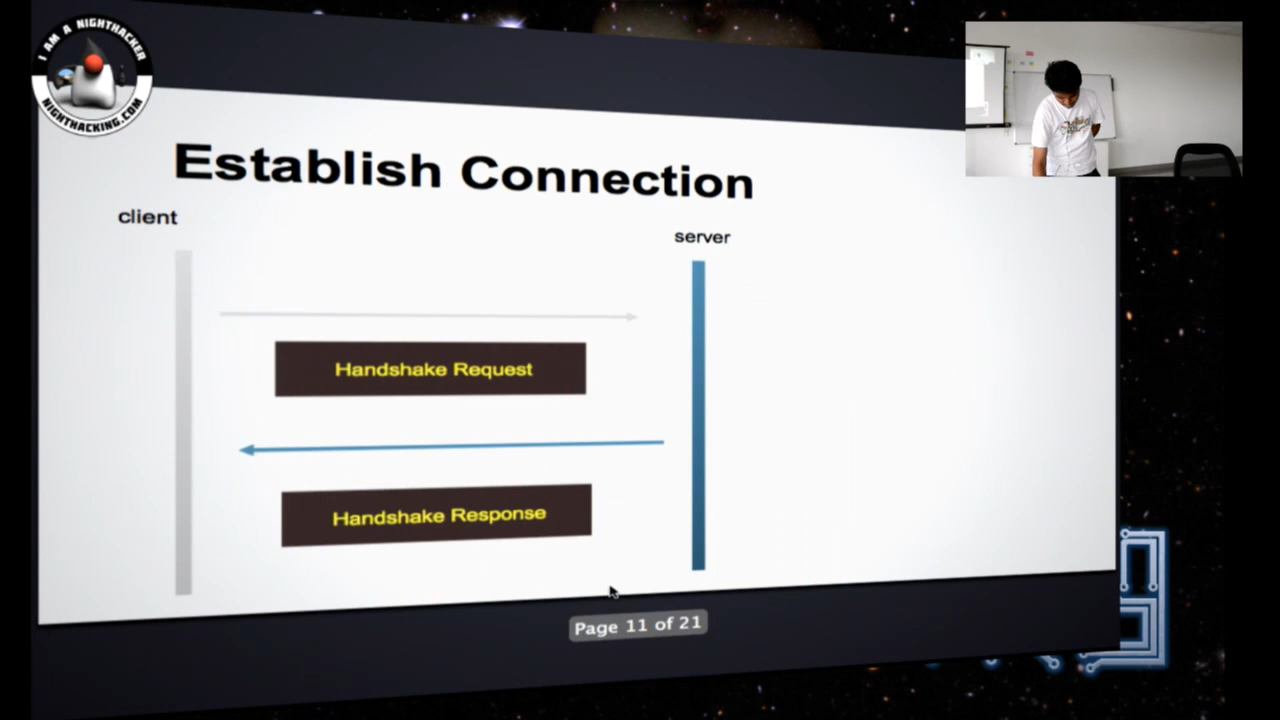 I AM A NIGHTHACKER
NIGHTHACKING.COM
Establish Connection
client
server
Handshake Request
Handshake Response
Page 11 of 21